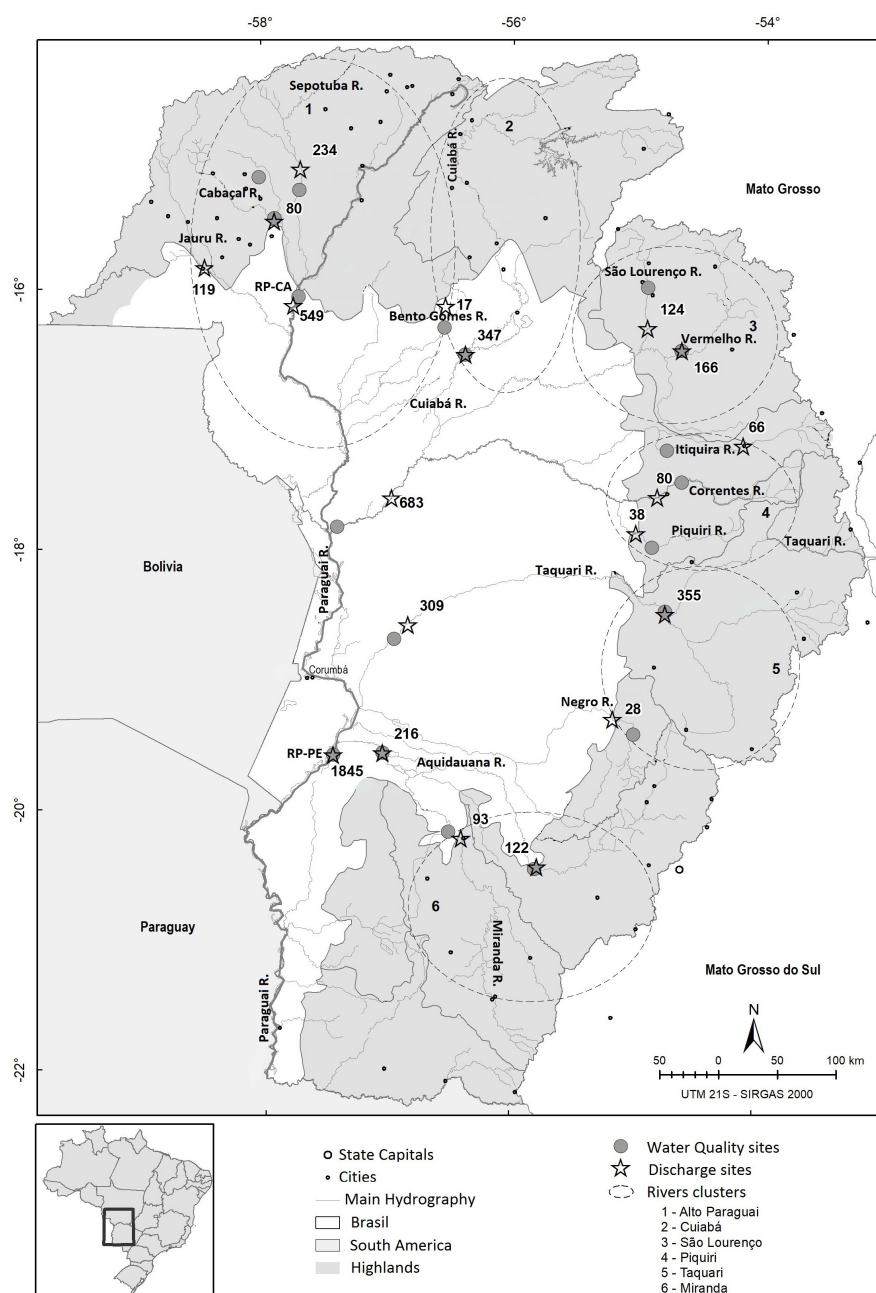 -58° -56° -54°
Sepotuba R.
1
2
Cuiabá R.
234
Mato Grosso
Cabaçal R.
80
Jauru R.
São Lourenço R.
119
-16°
RP-CA
549
17
Bento Gomes R.
124
3
Vermelho R.
347
166
Cuiabá R.
66
Itiquira R.
80
Correntes R.
683
38
4
Piquiri R.
Taquari R.
-18°
Bolivia
Paraguai R.
Taquari R.
355
309
Corumbá
5
Negro R.
28
216
RP-PE
Aquidauana R.
1845
-20°
93
122
6
Paraguay
Miranda R.
Mato Grosso do Sul
Paraguai R.
N
50 0 50 100 km
UTM 21S - SIRGAS 2000
-22°
-58° -56° -54°
State Capitals
Cities
Main Hydrography
Brasil
South America
Highlands
Water Quality sites
Discharge sites
Rivers clusters
1 - Alto Paraguai
2 - Cuiabá
3 - São Lourenço
4 - Piquiri
5 - Taquari
6 - Miranda